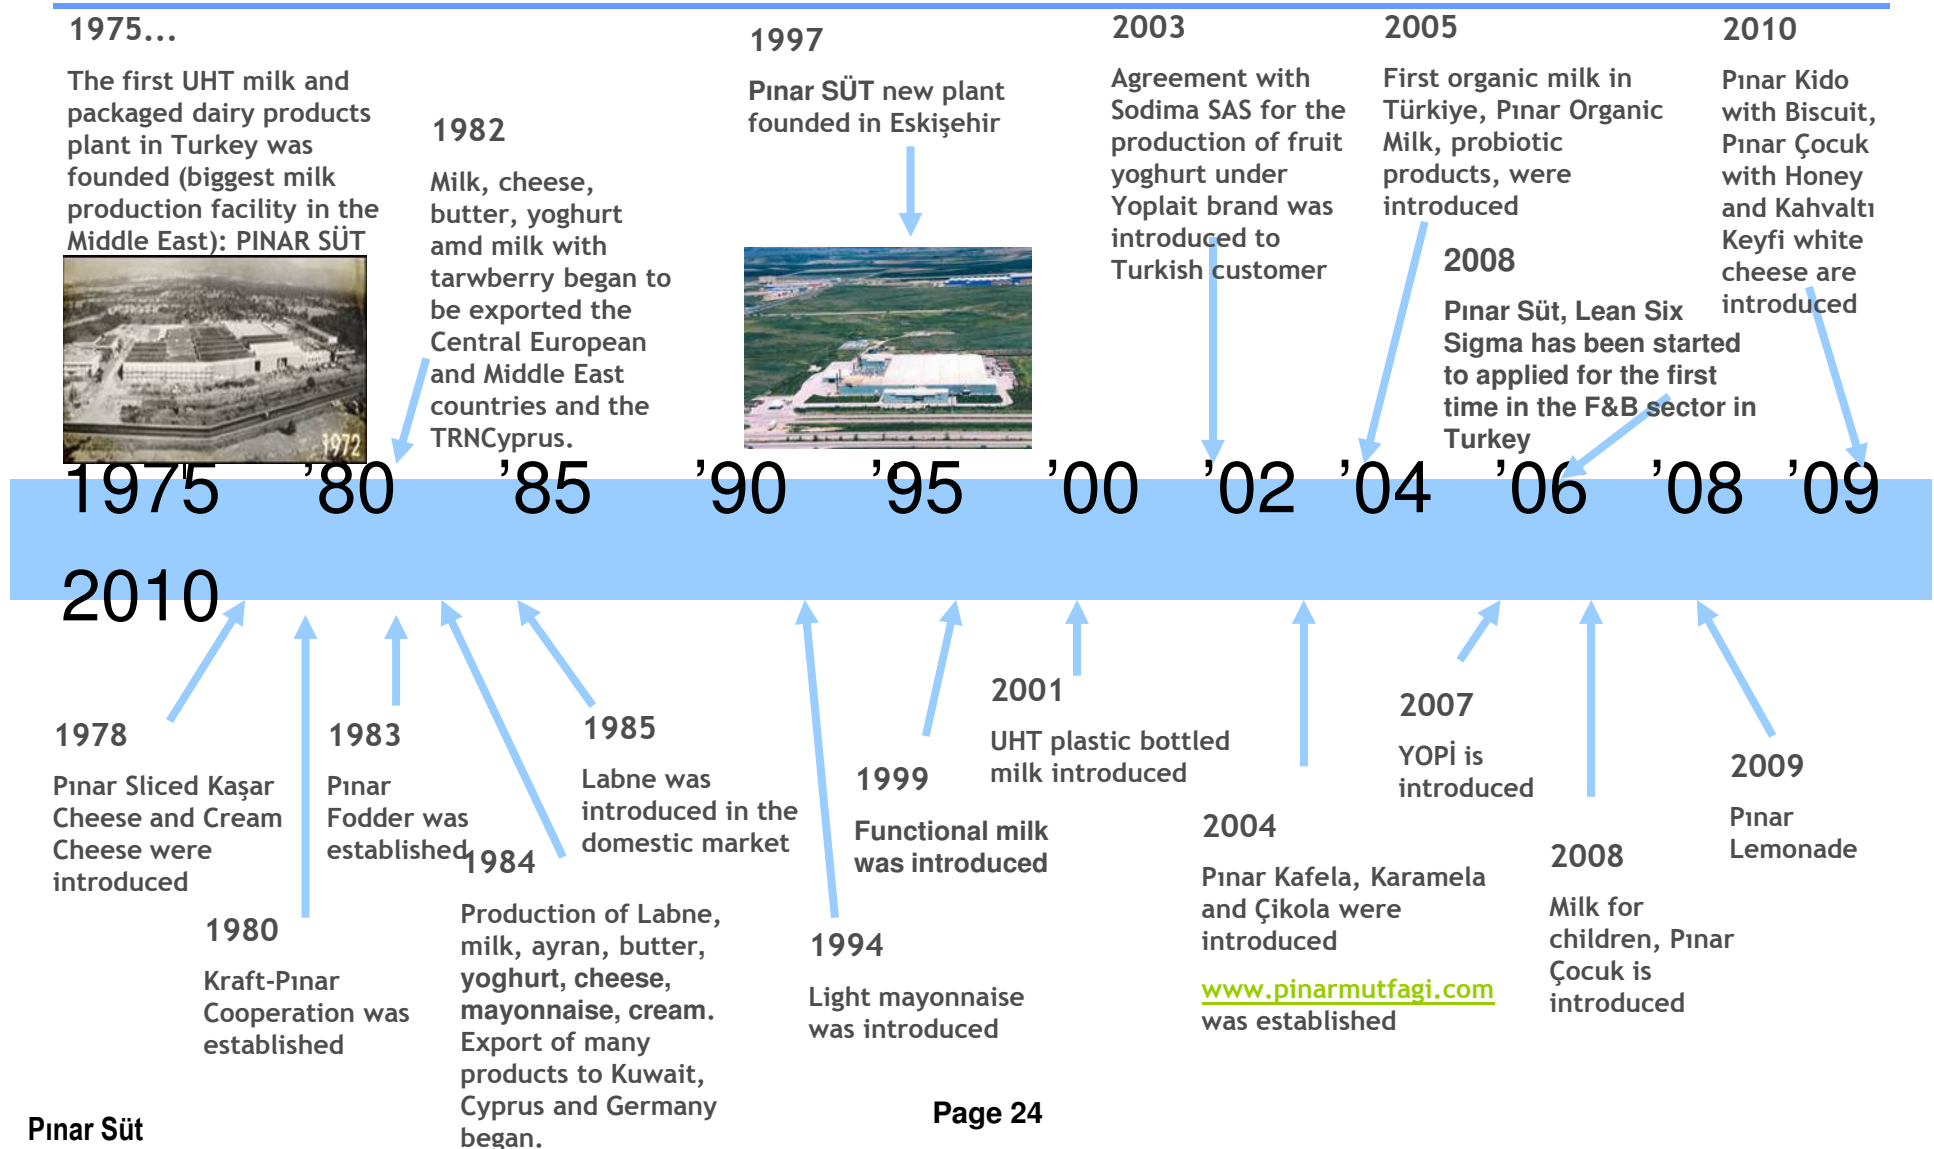 1975...
The first UHT milk and
packaged dairy products
plant in Turkey was
founded (biggest milk
production facility in the
Middle East): PINAR SÜT
1972
1982
Milk, cheese,
butter, yoghurt
amd milk with
tarwberry began to
be exported the
Central European
and Middle East
countries and the
TRNCyprus.
1997
Pınar SÜT new plant
founded in Eskişehir
2003
Agreement with
Sodima SAS for the
production of fruit
yoghurt under
Yoplait brand was
introduced to
Turkish customer
2005
First organic milk in
Türkiye, Pınar Organic
Milk, probiotic
products, were
introduced
2008
Pınar Süt, Lean Six
Sigma has been started
to applied for the first
time in the F&B sector in
Turkey
2010
Pınar Kido
with Biscuit,
Pınar Çocuk
with Honey
and Kahvaltı
Keyfi white
cheese are
introduced
1975 ’80 ’85 ’90 ’95 ’00 ’02 ’04 ’06 ’08 ’09
2010
1978
Pınar Sliced Kaşar
Cheese and Cream
Cheese were
introduced
1980
Kraft-Pınar
Cooperation was
established
1983
Pınar
Fodder was
established
1984
Production of Labne,
milk, ayran, butter,
yoghurt, cheese,
mayonnaise, cream.
Export of many
products to Kuwait,
Cyprus and Germany
began.
1985
Labne was
introduced in the
domestic market
1994
Light mayonnaise
was introduced
1999
Functional milk
was introduced
2001
UHT plastic bottled
milk introduced
2004
Pınar Kafela, Karamela
and Çikola were
introduced
www.pinarmutfagi.com
was established
2007
YOPİ is
introduced
2008
Milk for
children, Pınar
Çocuk is
introduced
2009
Pınar
Lemonade
Pınar Süt
Page 24